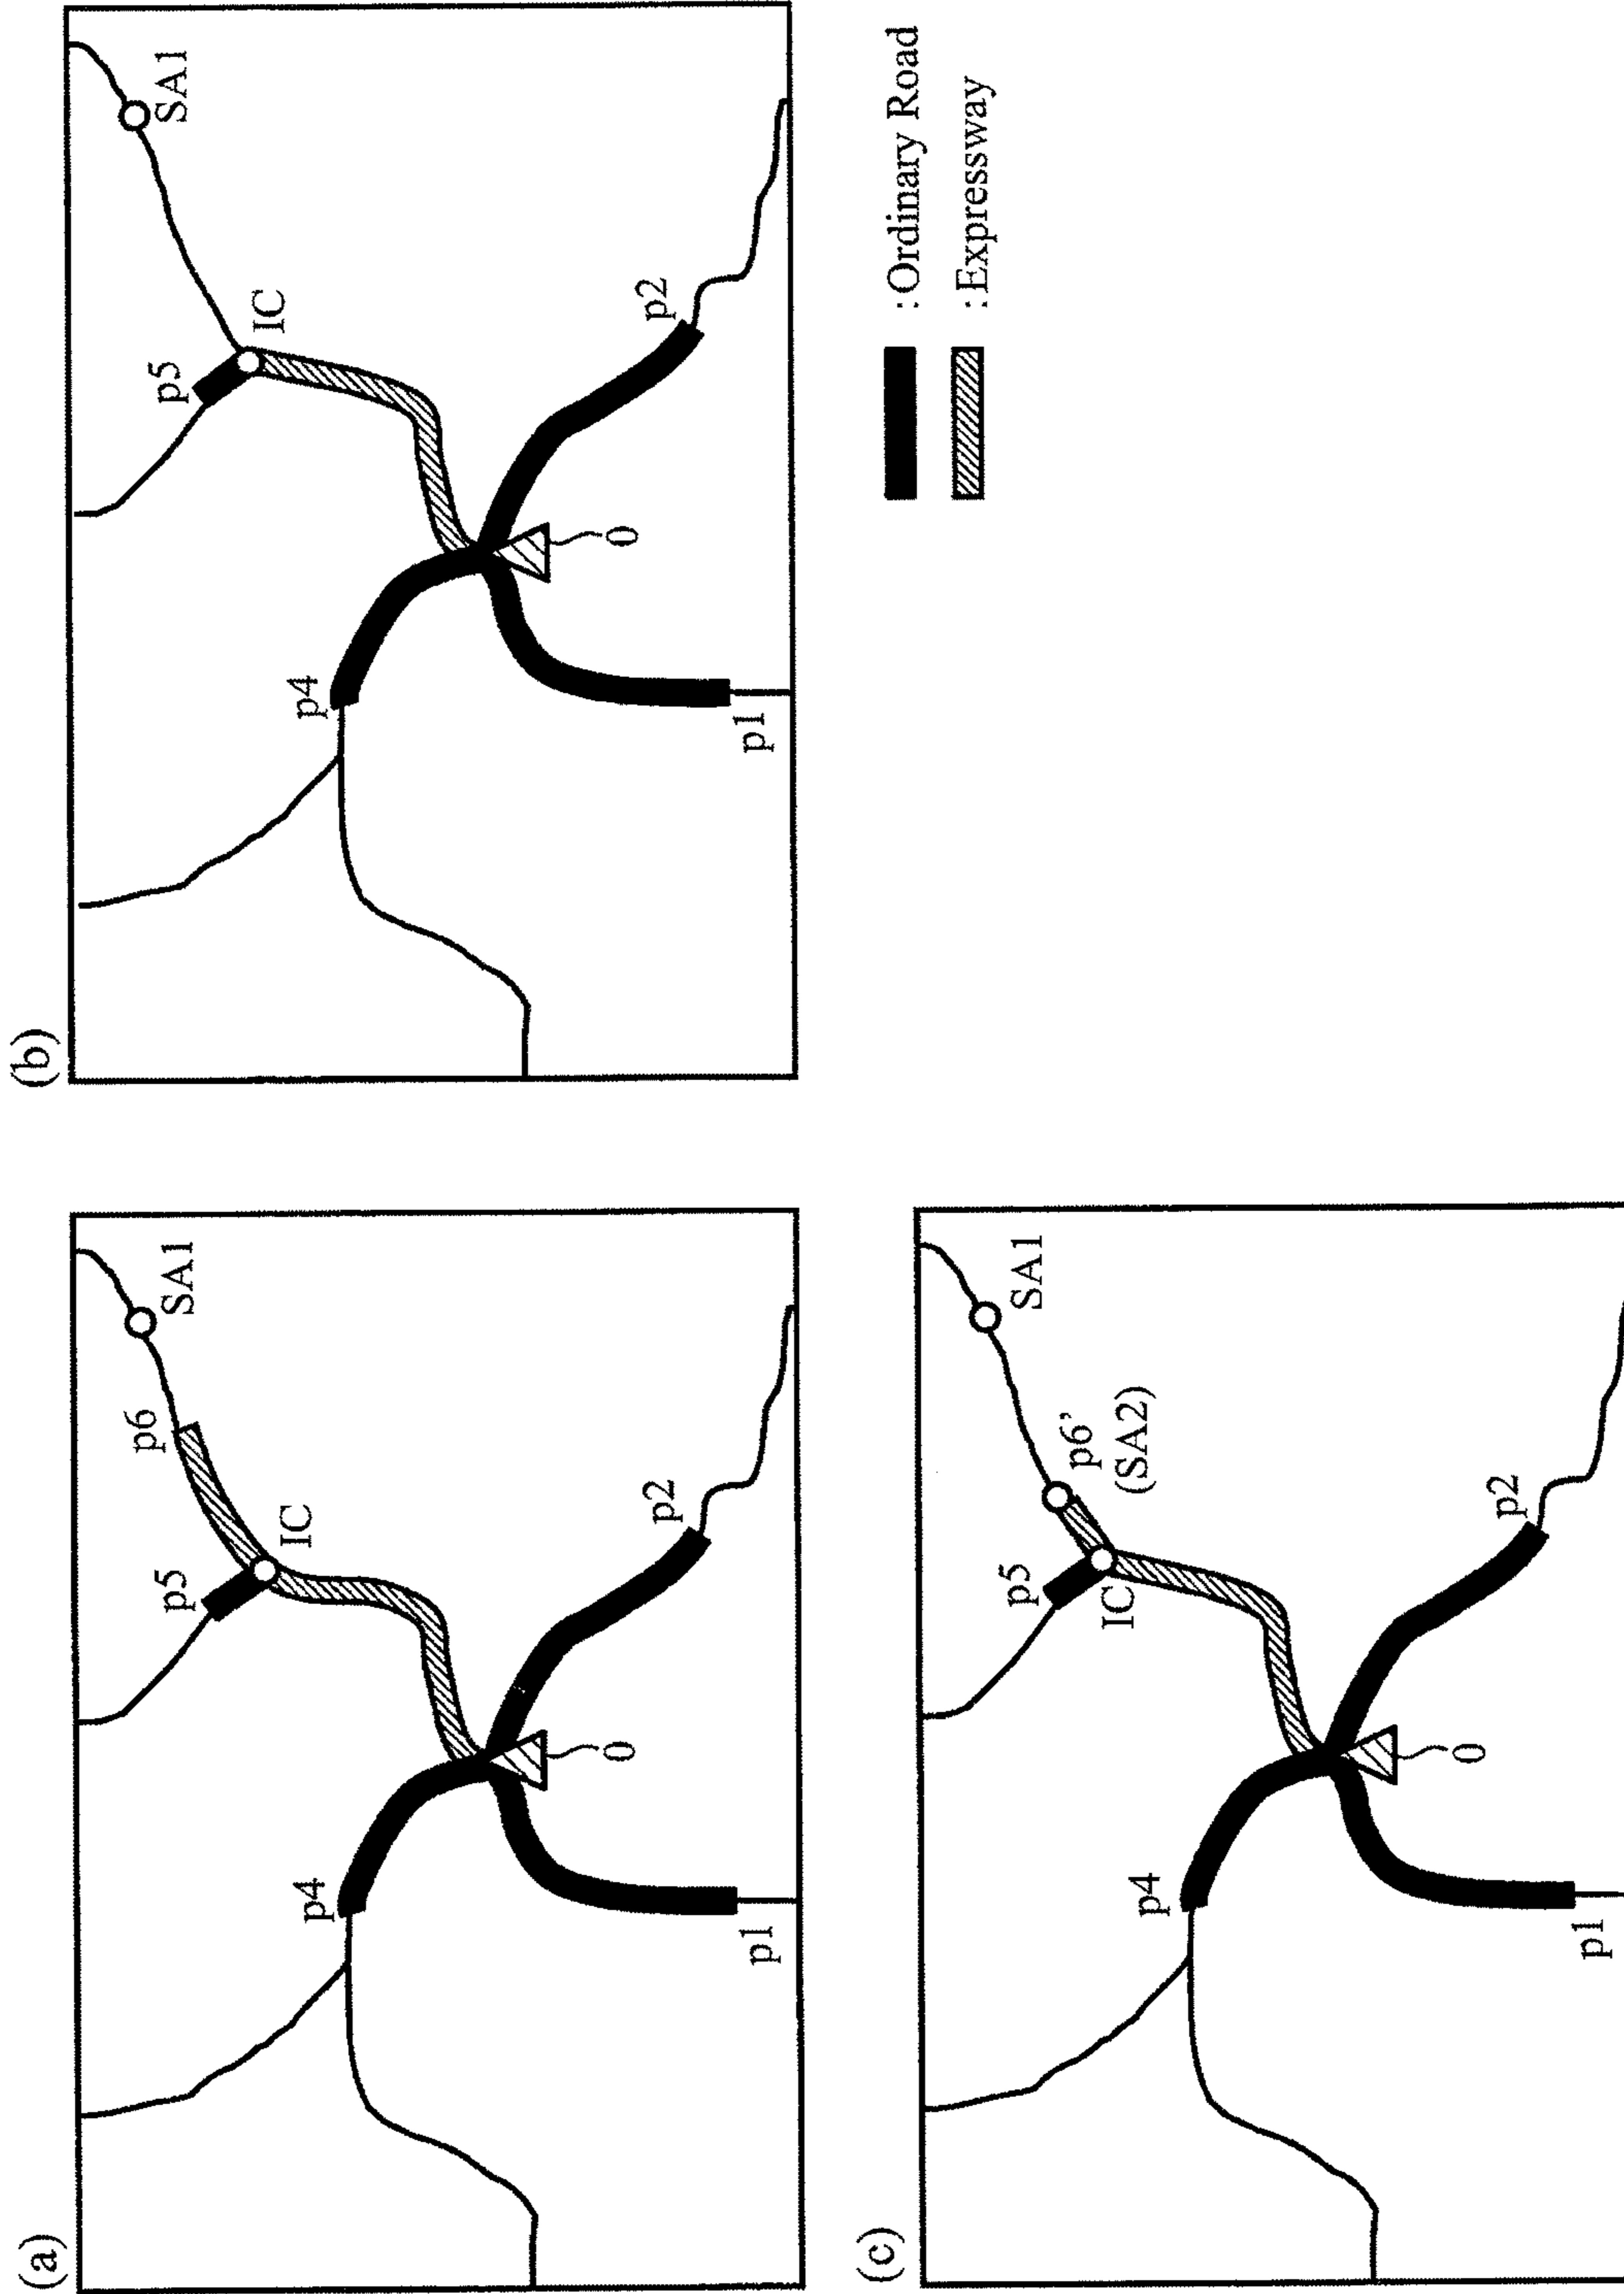 (a)
p4
p5
p6
SA1
IC
p2
p1
0
(b)
p4
p5
SA1
IC
p2
p1
0
(c)
p4
p5
IC
p6’
(SA2)
SA1
p2
p1
0
:Ordinary Road
:Expressway